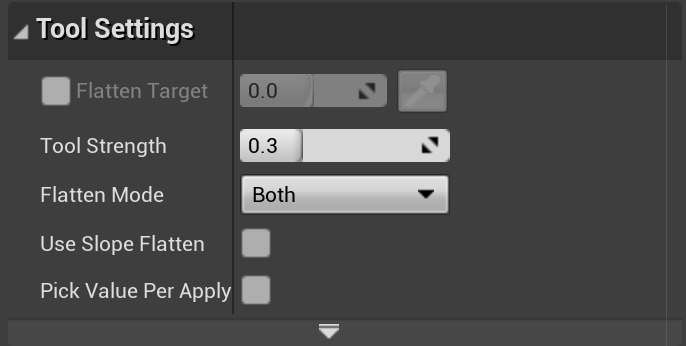 Tool Settings
Flatten Target 0.0
Tool Strength 0.3
Flatten Mode Both
Use Slope Flatten
Pick Value Per Apply